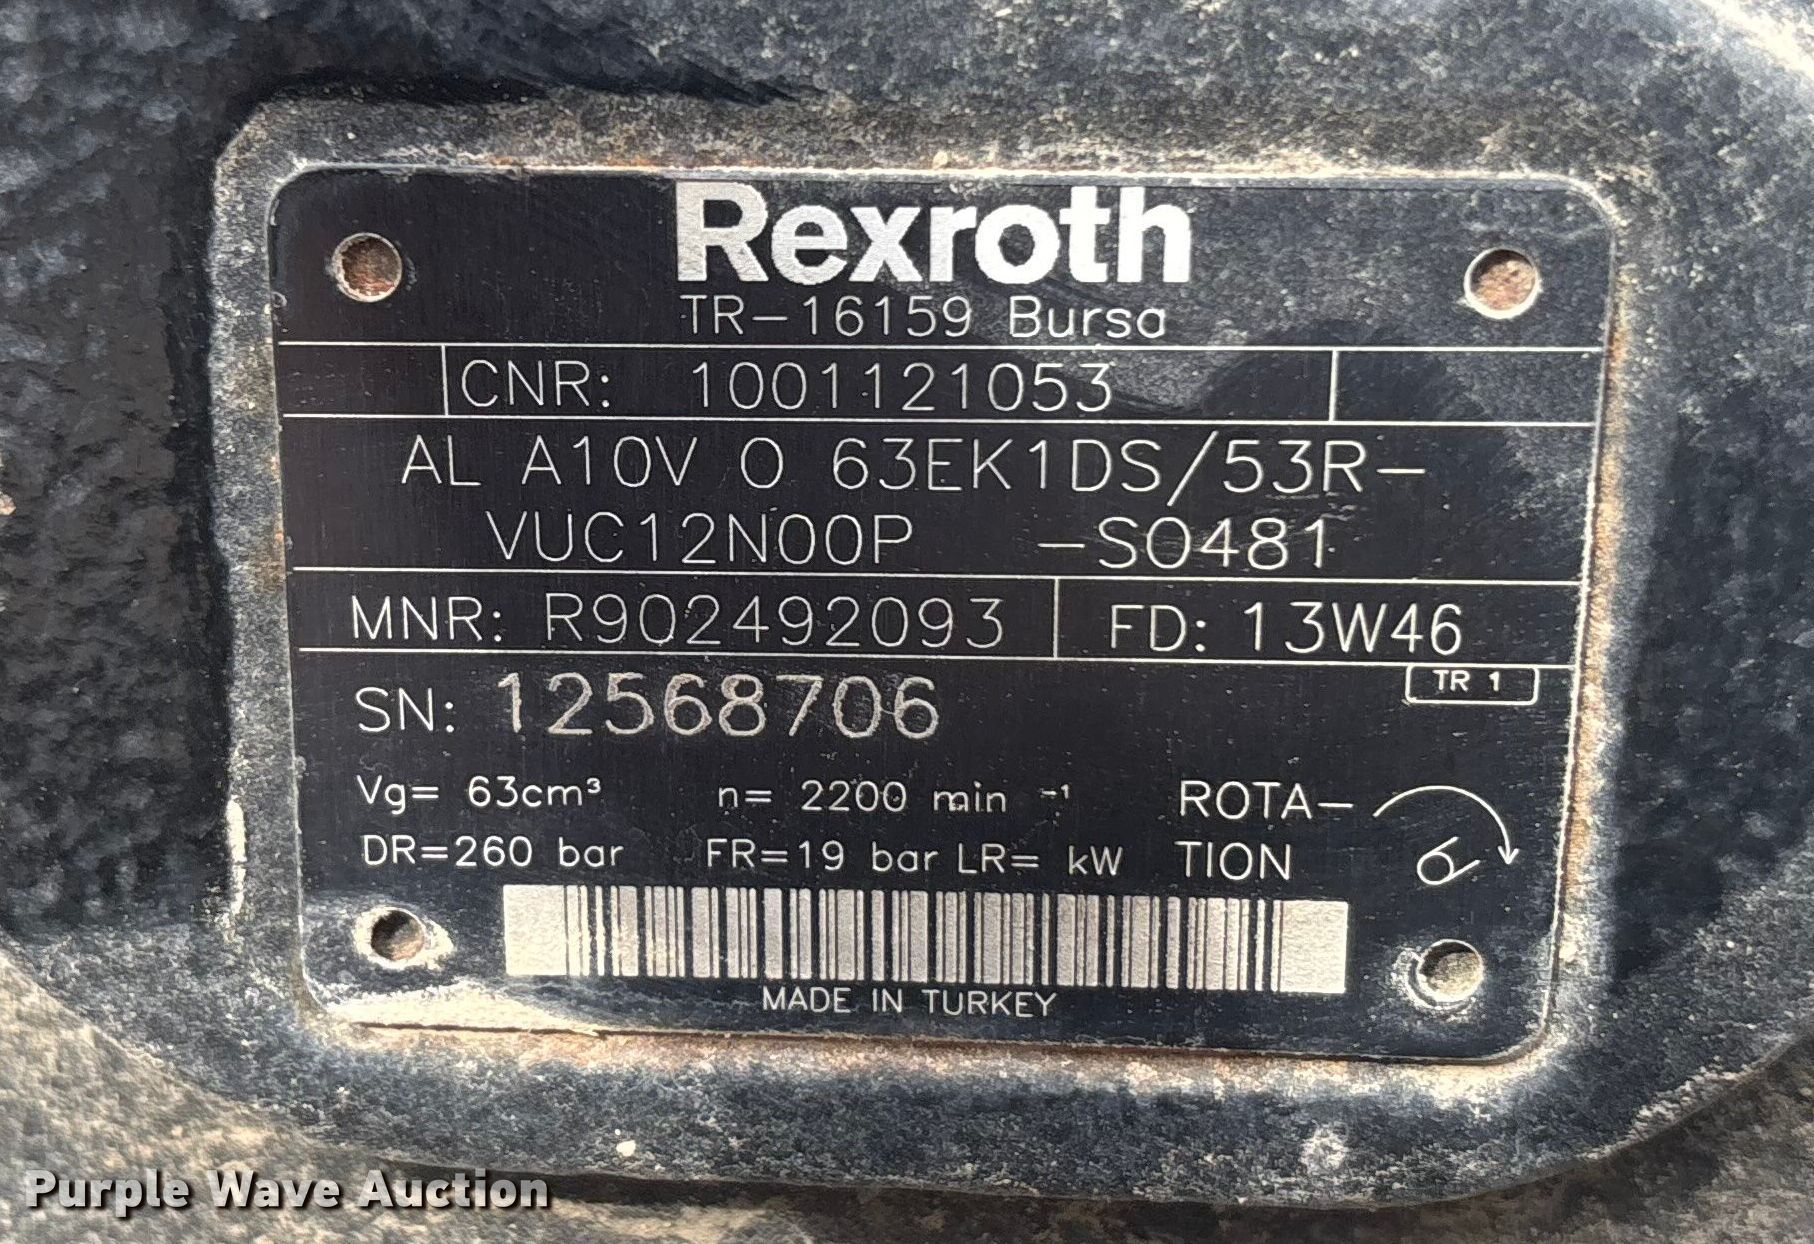 Rexroth
TR-16159 Bursa
CNR: 1001121053
AL A10V O 63EK1DS/53R-
VUC12N00P -SO481
MNR: R902492093 FD: 13W46
TR 1
SN: 12568706
Vg= 63cm³ n= 2200 min ⁻¹ ROTA-
DR=260 bar FR=19 bar LR= kW TION
MADE IN TURKEY
Purple Wave Auction